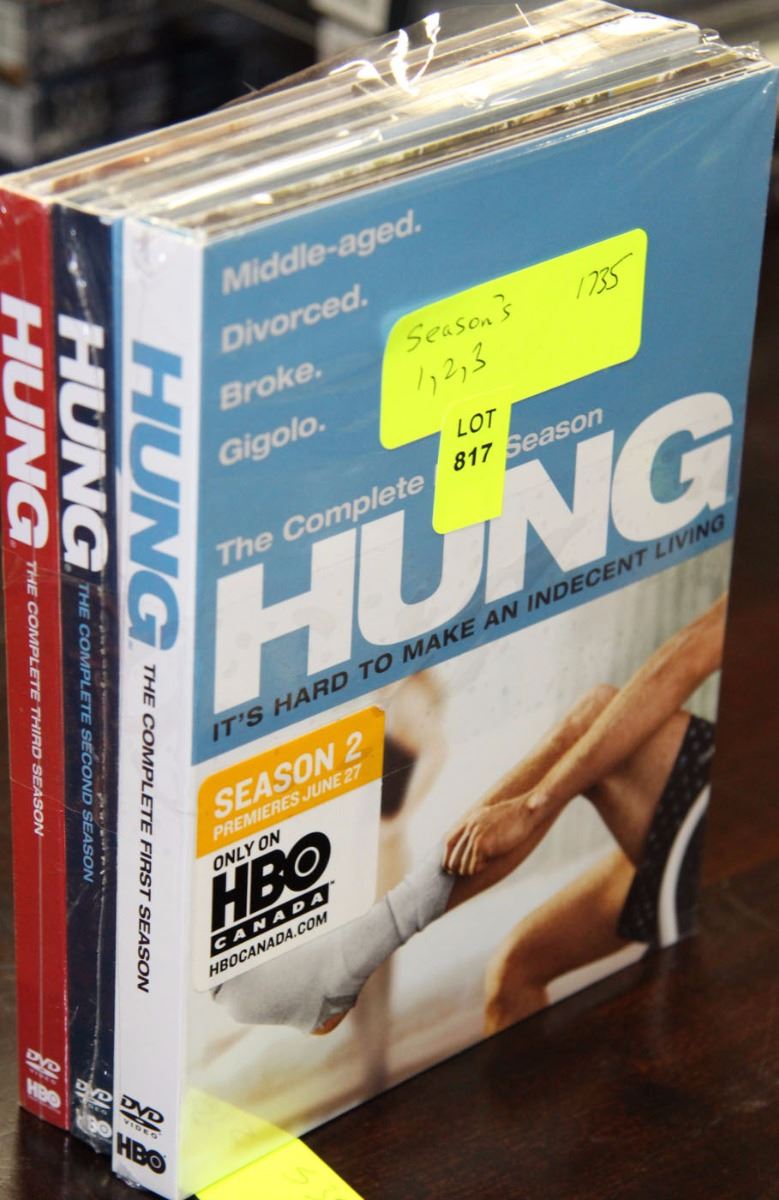 HUNG
THE COMPLETE THIRD SEASON
DVD
VIDEO
HBO
HUNG
THE COMPLETE SECOND SEASON
DVD
VIDEO
HBO
HUNG
THE COMPLETE FIRST SEASON
DVD
VIDEO
HBO
Middle-aged.
Divorced.
Broke.
Gigolo.
Season's 1735
1,2,3
LOT
817
The Complete Season
HUNG
IT'S HARD TO MAKE AN INDECENT LIVING
SEASON 2
PREMIERES JUNE 27
ONLY ON
HBO
CANADA
HBOCANADA.COM